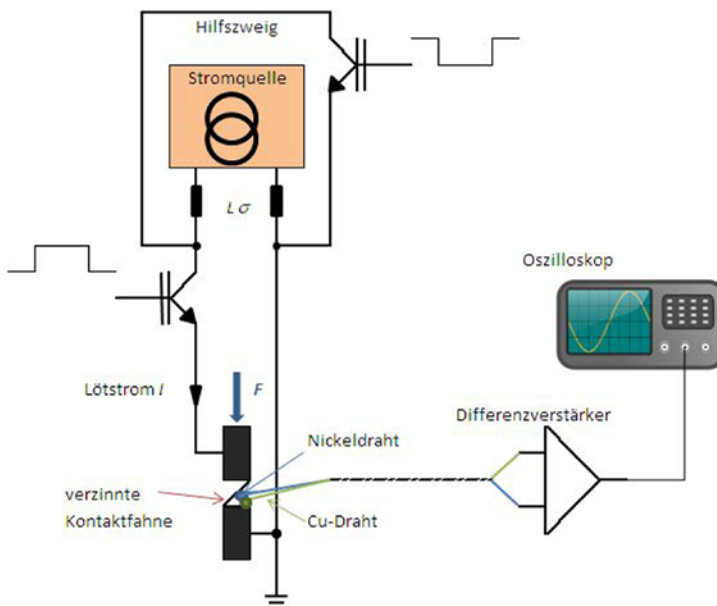 Hilfszweig
Stromquelle
L σ
Oszilloskop
Lötstrom I
F
Differenzverstärker
Nickeldraht
verzinnte
Kontaktfahne
Cu-Draht